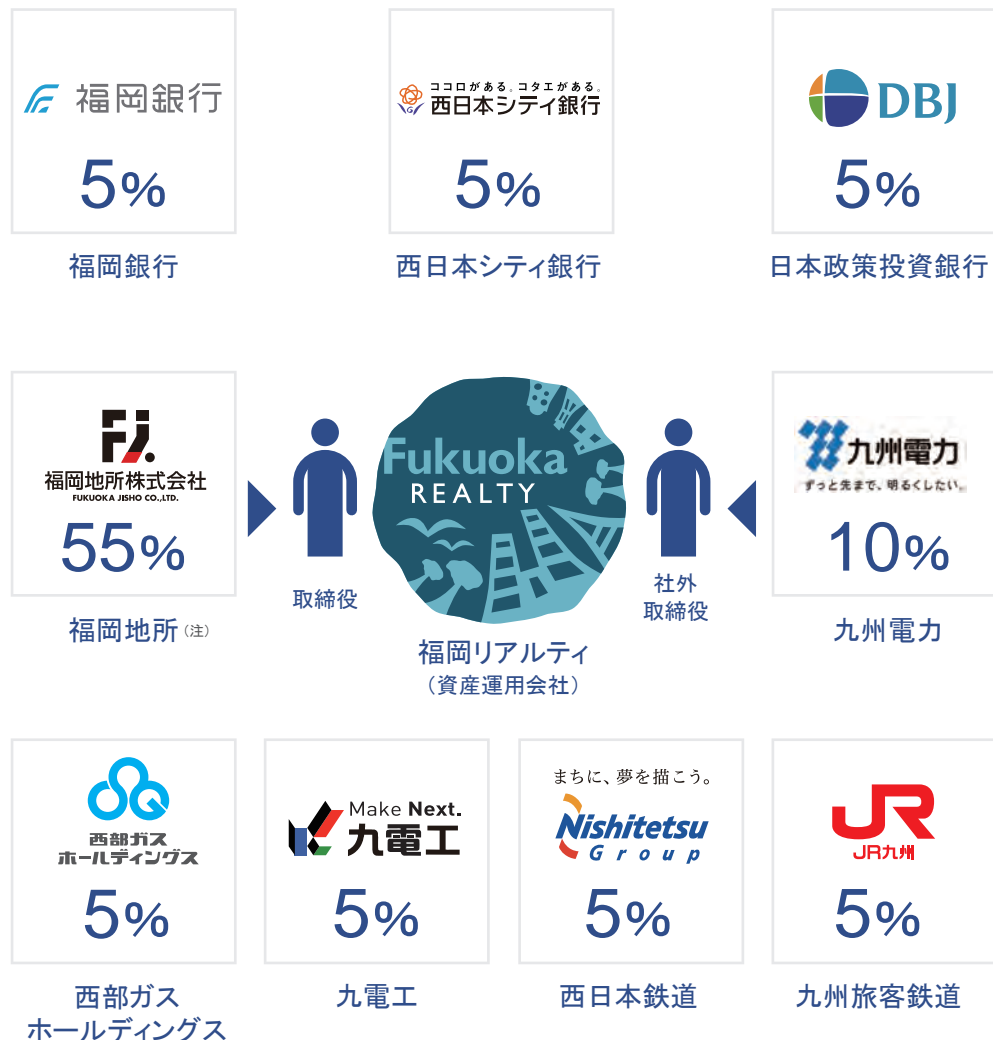 福岡銀行
5%
福岡銀行
ココロがある。コタエがある。
西日本シティ銀行
5%
西日本シティ銀行
DBJ
5%
日本政策投資銀行
FJ.
福岡地所株式会社
FUKUOKA JISHO CO.,LTD.
55%
福岡地所(注)
取締役
Fukuoka
REALTY
福岡リアルティ
(資産運用会社)
社外
取締役
九州電力
ずっと先まで、明るくしたい。
10%
九州電力
西部ガス
ホールディングス
5%
西部ガス
ホールディングス
Make Next.
九電工
5%
九電工
まちに、夢を描こう。
Nishitetsu
Group
5%
西日本鉄道
JR
JR九州
5%
九州旅客鉄道